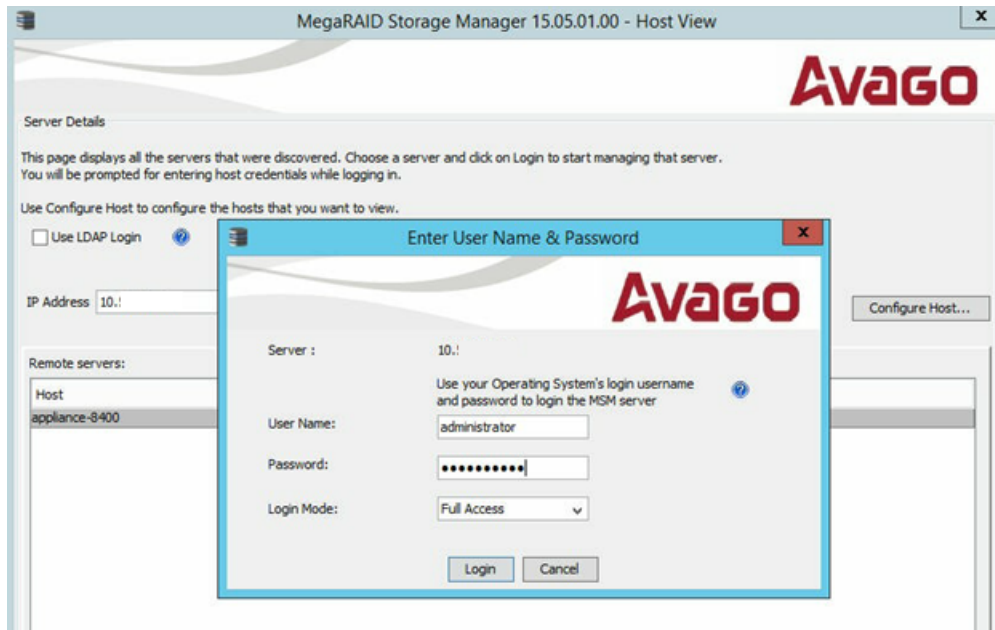 MegaRAID Storage Manager 15.05.01.00 - Host View
x
Avago
Server Details
This page displays all the servers that were discovered. Choose a server and click on Login to start managing that server.
You will be prompted for entering host credentials while logging in.
Use Configure Host to configure the hosts that you want to view.
Use LDAP Login
?
IP Address 10.
Configure Host...
Remote servers:
Host
appliance-8400
Enter User Name & Password
x
Avago
Server :
10.
Use your Operating System's login username
and password to login the MSM server
?
User Name:
administrator
Password:
••••••••••
Login Mode:
Full Access
Login
Cancel